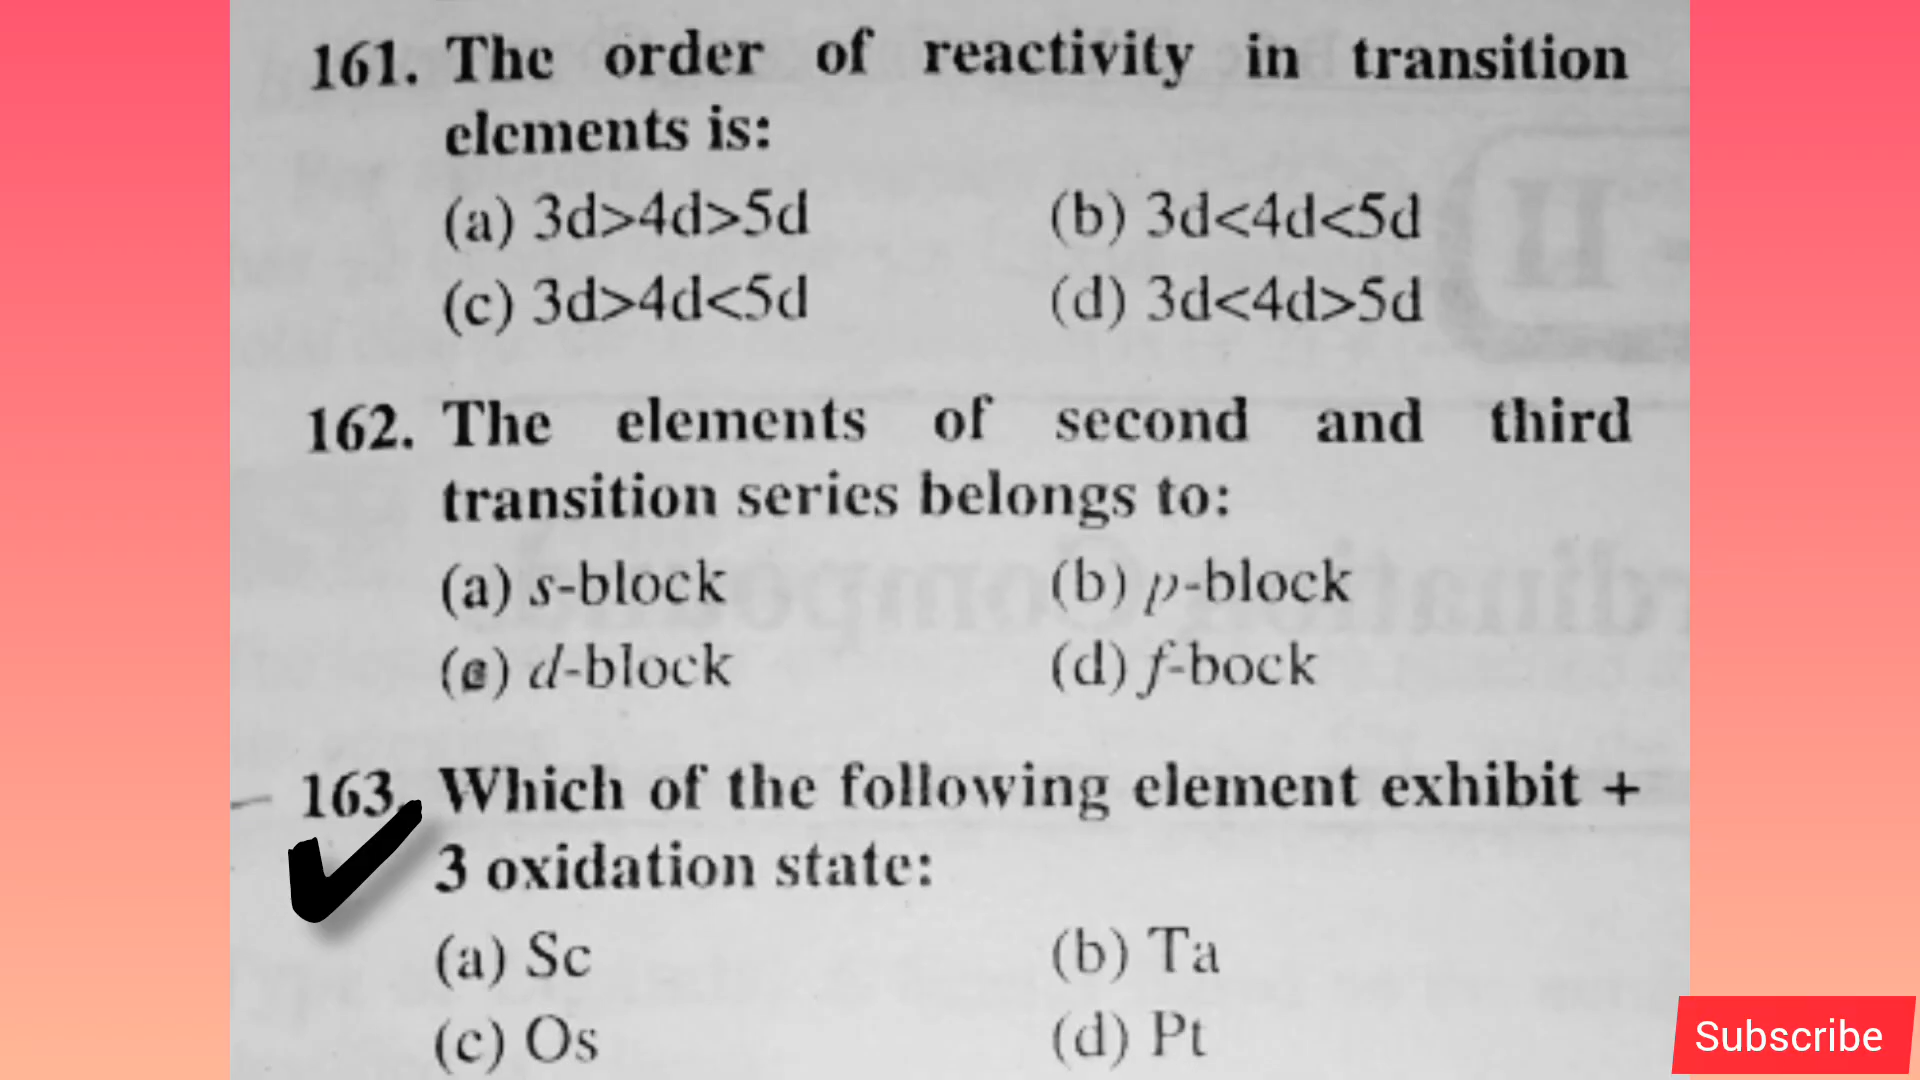 161. The order of reactivity in transition
elements is:
(a) 3d>4d>5d (b) 3d<4d<5d
(c) 3d>4d<5d (d) 3d<4d>5d
162. The elements of second and third
transition series belongs to:
(a) s-block (b) p-block
(c) d-block (d) f-bock
163. Which of the following element exhibit +
3 oxidation state:
(a) Sc (b) Ta
(c) Os (d) Pt
Subscribe